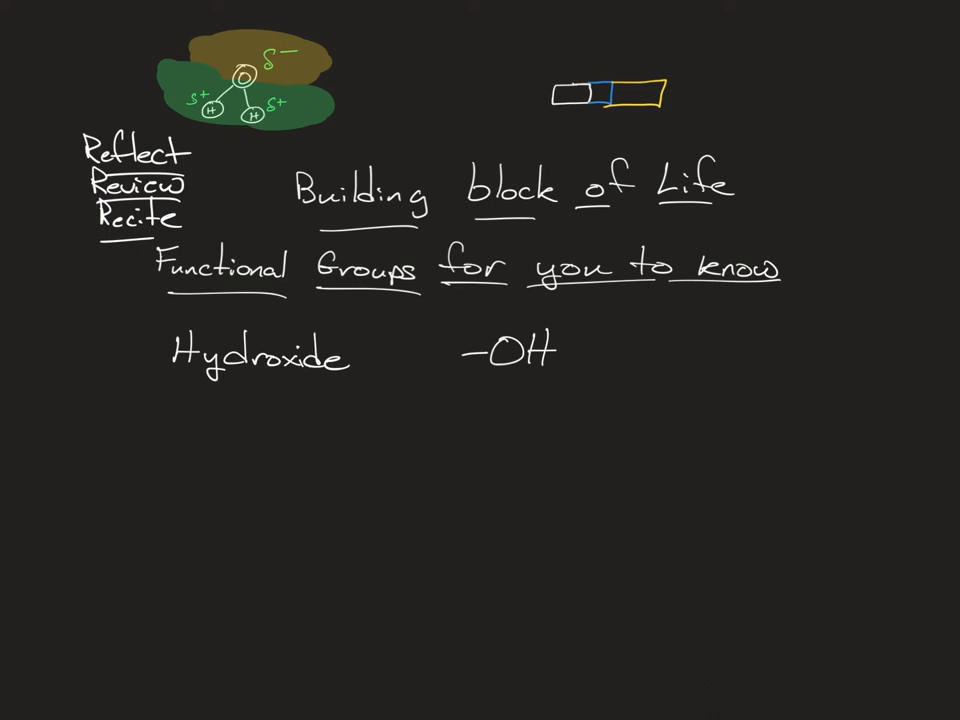 δ−
O
δ+ H H δ+
Reflect
Review
Recite
Building block of Life
Functional Groups for you to know
Hydroxide -OH